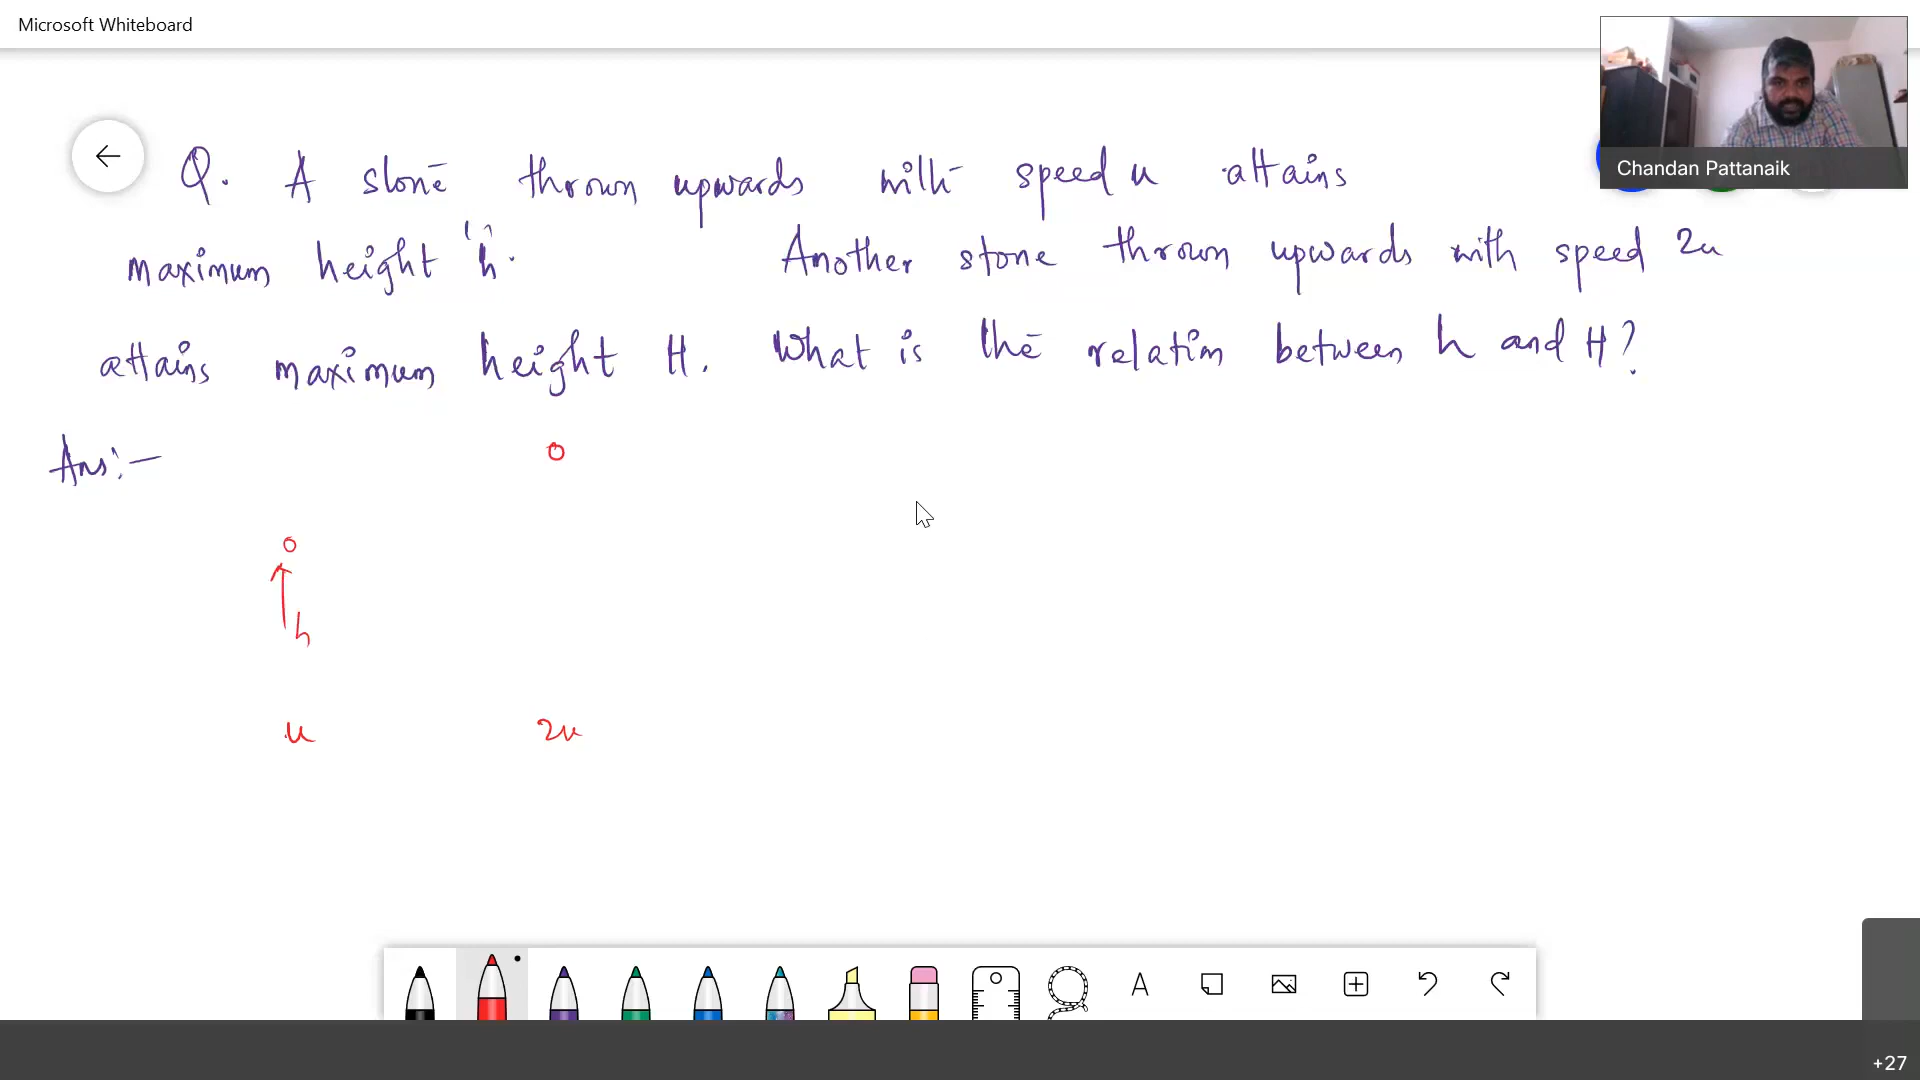 Microsoft Whiteboard
Chandan Pattanaik
Q. A stone thrown upwards with speed u attains
maximum height 'h'. Another stone thrown upwards with speed 2u
attains maximum height H. What is the relation between h and H?
Ans:-
0
0
h
u 2u
A
+27